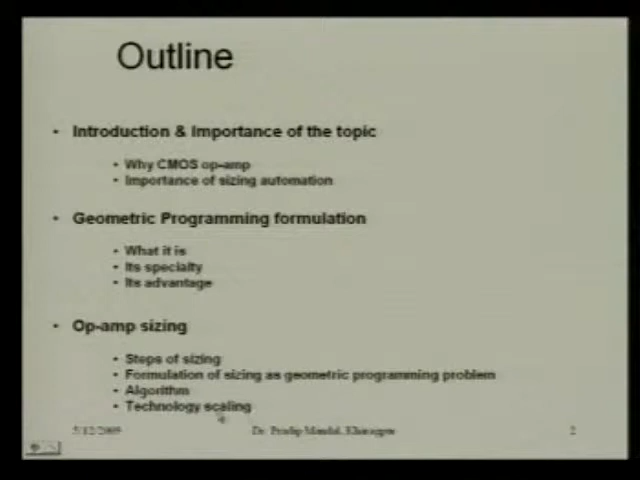 Outline
• Introduction & Importance of the topic
• Why CMOS op-amp
• Importance of sizing automation
• Geometric Programming formulation
• What it is
• Its specialty
• Its advantage
• Op-amp sizing
• Steps of sizing
• Formulation of sizing as geometric programming problem
• Algorithm
• Technology scaling
5/12/2009
Dr. Pradip Mandal, Kharagpur
2